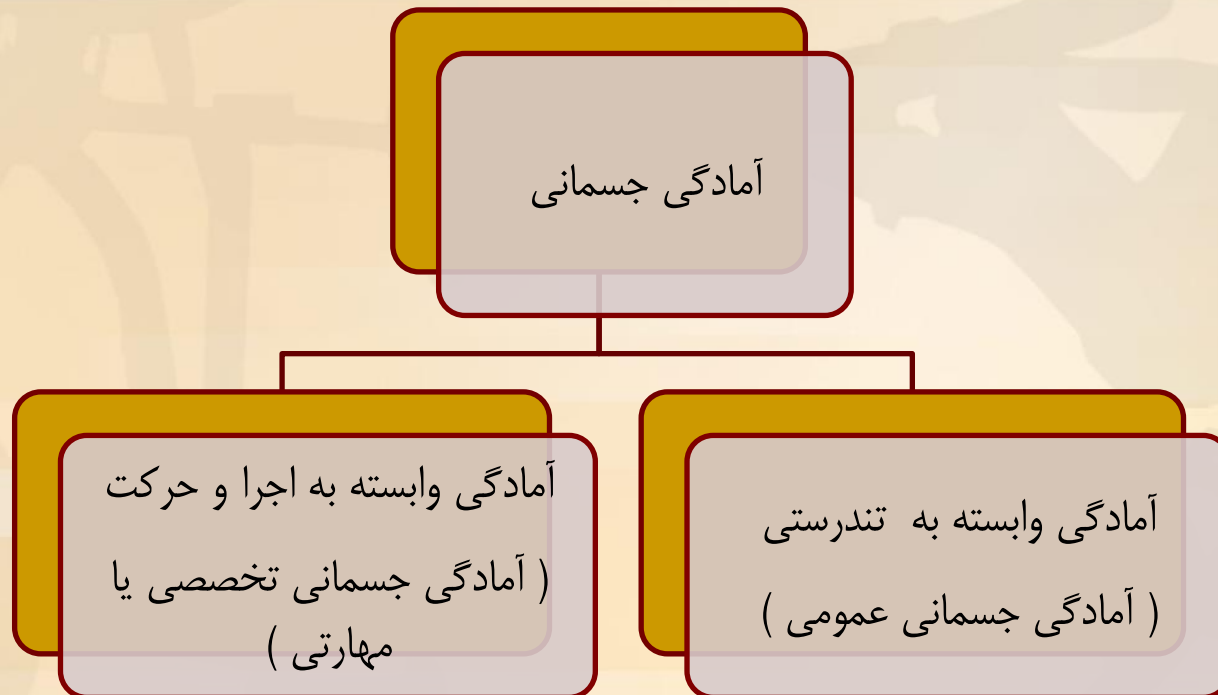 آمادگی جسمانی
آمادگی وابسته به تندرستی
( آمادگی جسمانی عمومی )
آمادگی وابسته به اجرا و حرکت
( آمادگی جسمانی تخصصی یا
مهارتی )